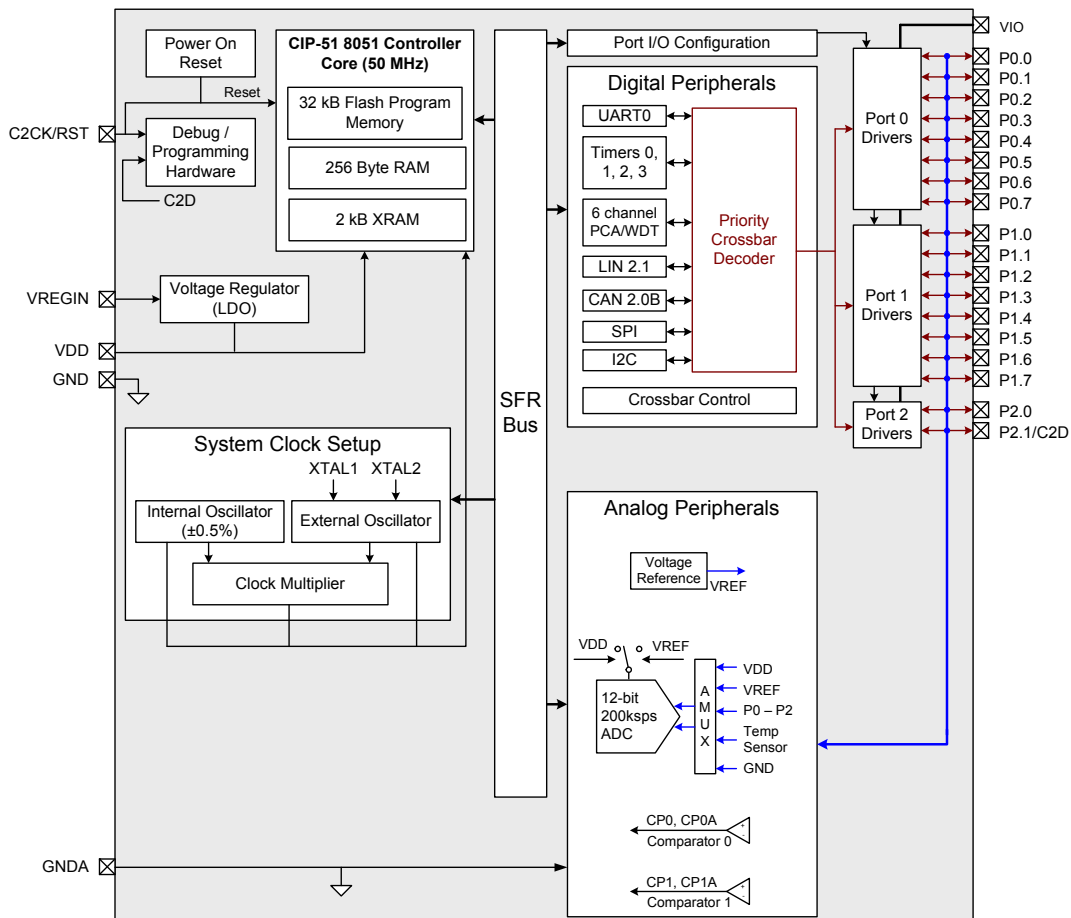 Power On
Reset
Reset
C2CK/RST
Debug /
Programming
Hardware
C2D
CIP-51 8051 Controller
Core (50 MHz)
32 kB Flash Program
Memory
256 Byte RAM
2 kB XRAM
VREGIN
Voltage Regulator
(LDO)
VDD
GND
System Clock Setup
XTAL1
XTAL2
Internal Oscillator
(±0.5%)
External Oscillator
Clock Multiplier
GNDA
SFR
Bus
Port I/O Configuration
Digital Peripherals
UART0
Timers 0,
1, 2, 3
6 channel
PCA/WDT
LIN 2.1
CAN 2.0B
SPI
I2C
Priority
Crossbar
Decoder
Crossbar Control
Port 0
Drivers
Port 1
Drivers
Port 2
Drivers
VIO
P0.0
P0.1
P0.2
P0.3
P0.4
P0.5
P0.6
P0.7
P1.0
P1.1
P1.2
P1.3
P1.4
P1.5
P1.6
P1.7
P2.0
P2.1/C2D
Analog Peripherals
Voltage
Reference
VREF
VDD
VREF
12-bit
200ksps
ADC
A
M
U
X
VDD
VREF
P0 – P2
Temp
Sensor
GND
CP0, CP0A
Comparator 0
+
-
CP1, CP1A
Comparator 1
+
-